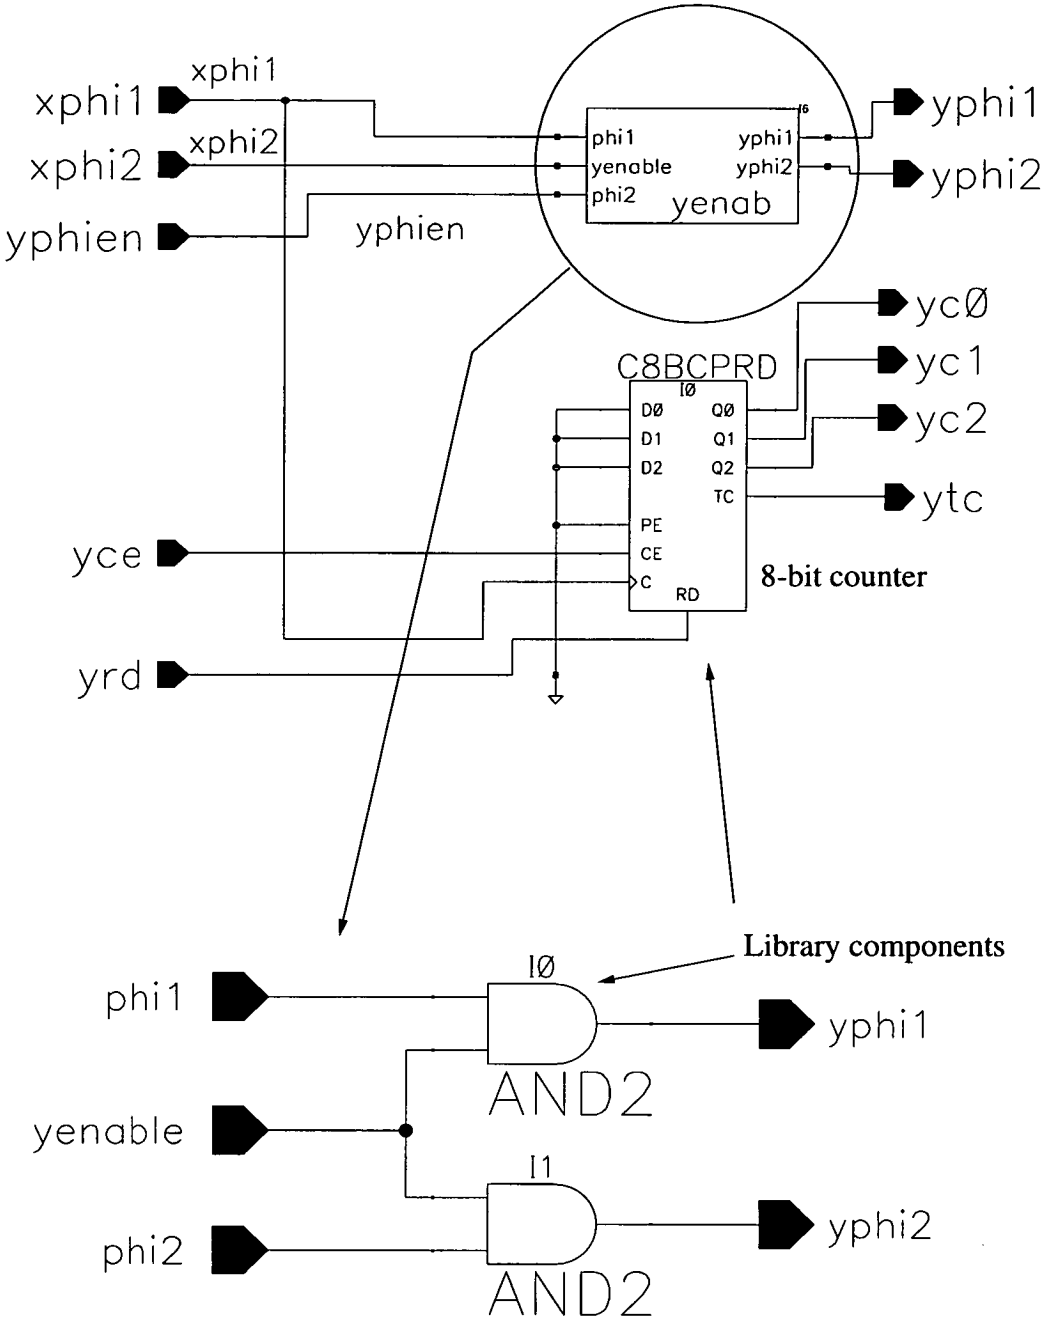 xphi1
xphi1
yphi1
xphi2
xphi2
yphi2
yphien
yphien
I6
phi1
yphi1
yenable
yphi2
phi2
yenab
yc0
yc1
yc2
ytc
C8BCPRD
I0
D0
Q0
D1
Q1
D2
Q2
TC
PE
yce
CE
C
RD
8-bit counter
yrd
Library components
phi1
I0
yphi1
AND2
yenable
I1
phi2
yphi2
AND2